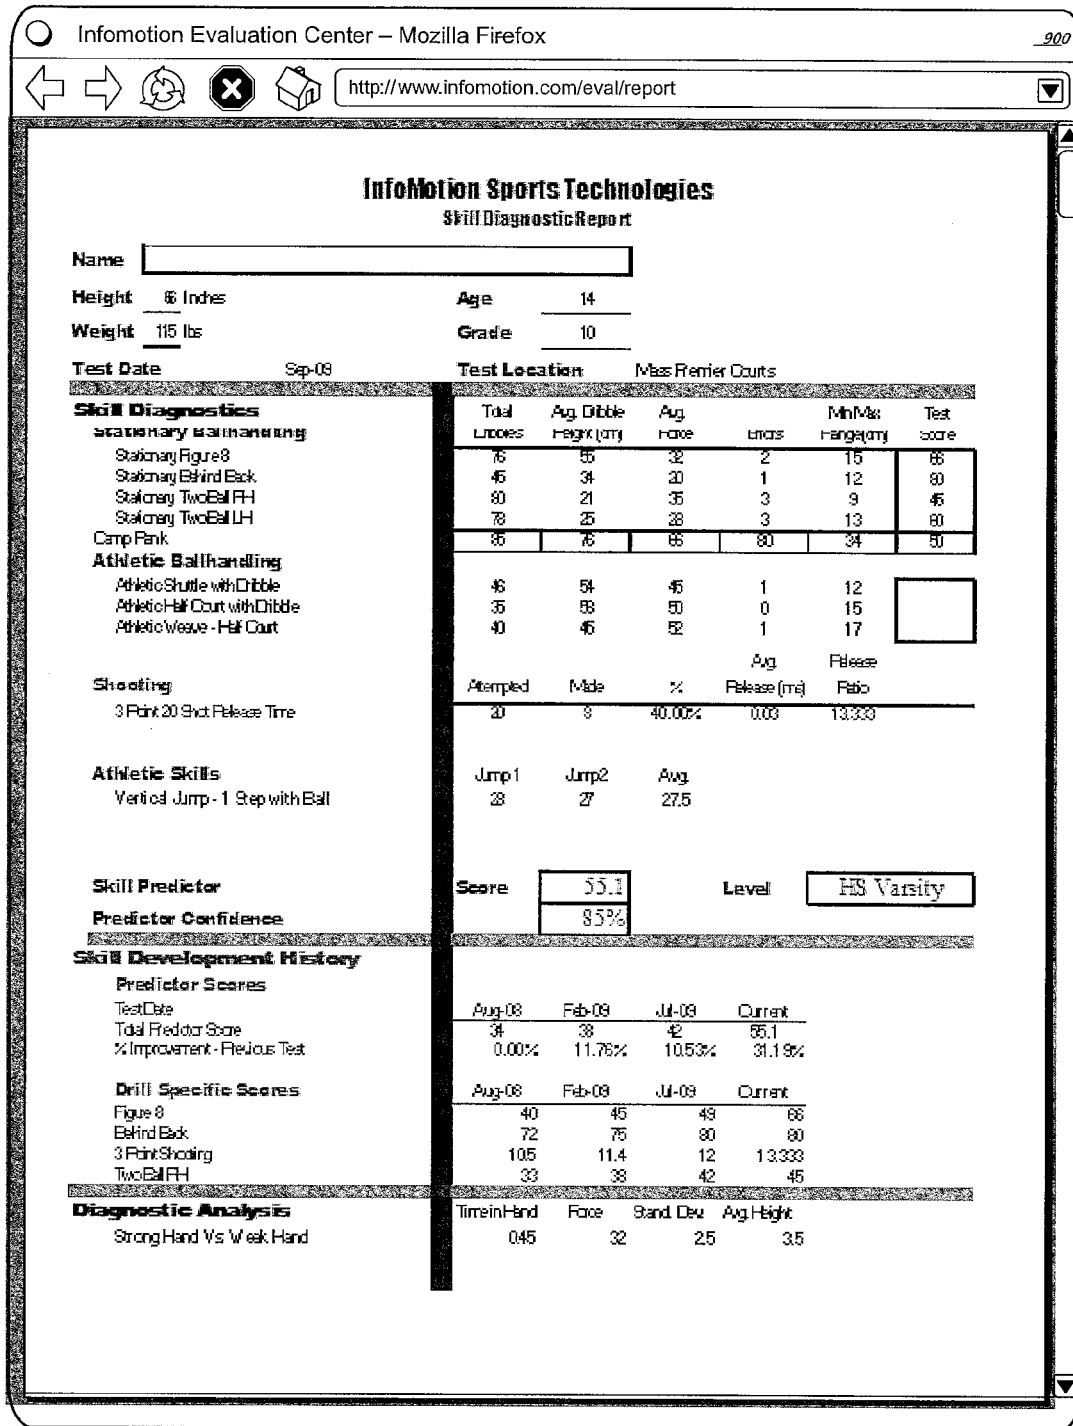 Infomotion Evaluation Center – Mozilla Firefox
900
http://www.infomotion.com/eval/report
InfoMotion Sports Technologies
Skill Diagnostic Report
Name
Height Inches Age 14
Weight 115 lbs Grade 10
Test Date Sep-09 Test Location Courts
Skill Diagnostics Total Avg. Dibble Avg. Min Max Test
Stationary Ballhandling Dribbles Height (cm) Force Errors Range(cm) Score
Stationary Figure 8 76 55 32 2 15 66
Stationary Behind Back 45 34 20 1 12 80
Stationary Two Ball RH 80 21 35 3 9 45
Stationary Two Ball LH 78 25 28 3 13 60
Camp Rank 85 76 66 80 34 50
Athletic Ballhandling
Athletic Shuttle with Dribble 46 54 45 1 12
Athletic Half Court with Dribble 35 58 50 0 15
Athletic Weave - Half Court 40 45 52 1 17
Avg. Release
Shooting Attempted Made % Release (ms) Ratio
3 Point 20 Shot Release Time 20 8 40.00% 0.03 13.333
Athletic Skills Jump1 Jump2 Avg.
Vertical Jump - 1 Step with Ball 28 27 27.5
Skill Predictor Score 55.1 Level HS Varsity
Predictor Confidence 85%
Skill Development History
Predictor Scores
Test Date Aug-08 Feb-09 Jul-09 Current
Total Predictor Score 34 38 42 55.1
% Improvement - Previous Test 0.00% 11.76% 10.53% 31.19%
Drill Specific Scores Aug-08 Feb-09 Jul-09 Current
Figure 8 40 45 49 66
Behind Back 72 75 80 80
3 Point Shooting 10.5 11.4 12 13.333
Two Ball RH 33 38 42 45
Diagnostic Analysis Time in Hand Force Stand. Dev. Avg. Height
Strong Hand Vs. Weak Hand 0.45 32 2.5 3.5